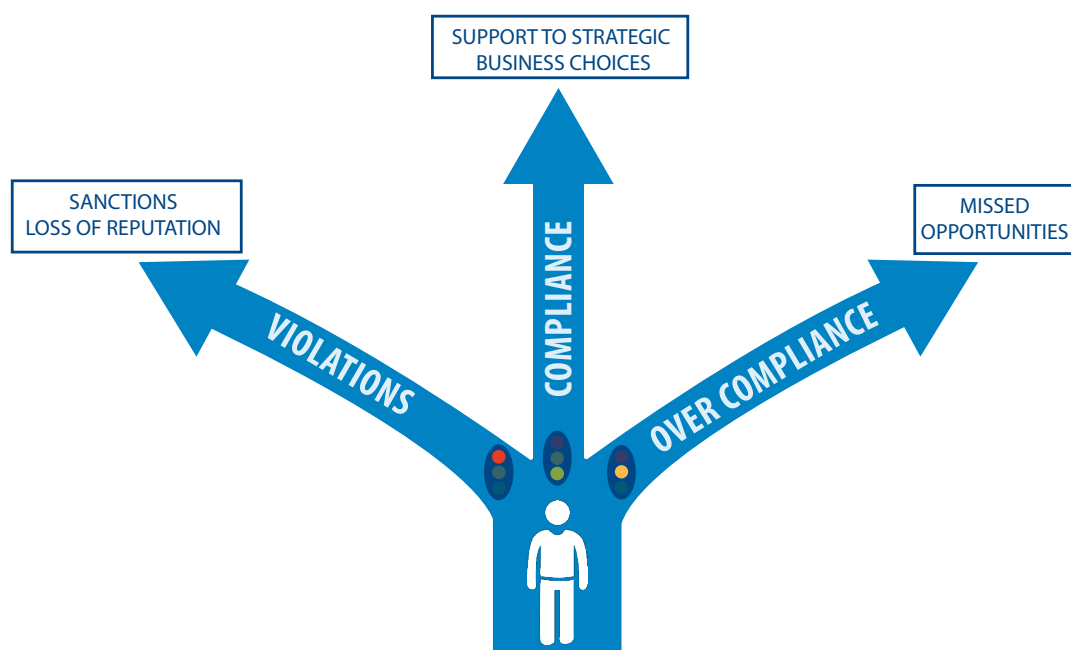 SUPPORT TO STRATEGIC
BUSINESS CHOICES
SANCTIONS
LOSS OF REPUTATION
MISSED
OPPORTUNITIES
VIOLATIONS
COMPLIANCE
OVER COMPLIANCE